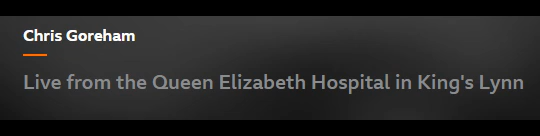 Chris Goreham
Live from the Queen Elizabeth Hospital in King's Lynn